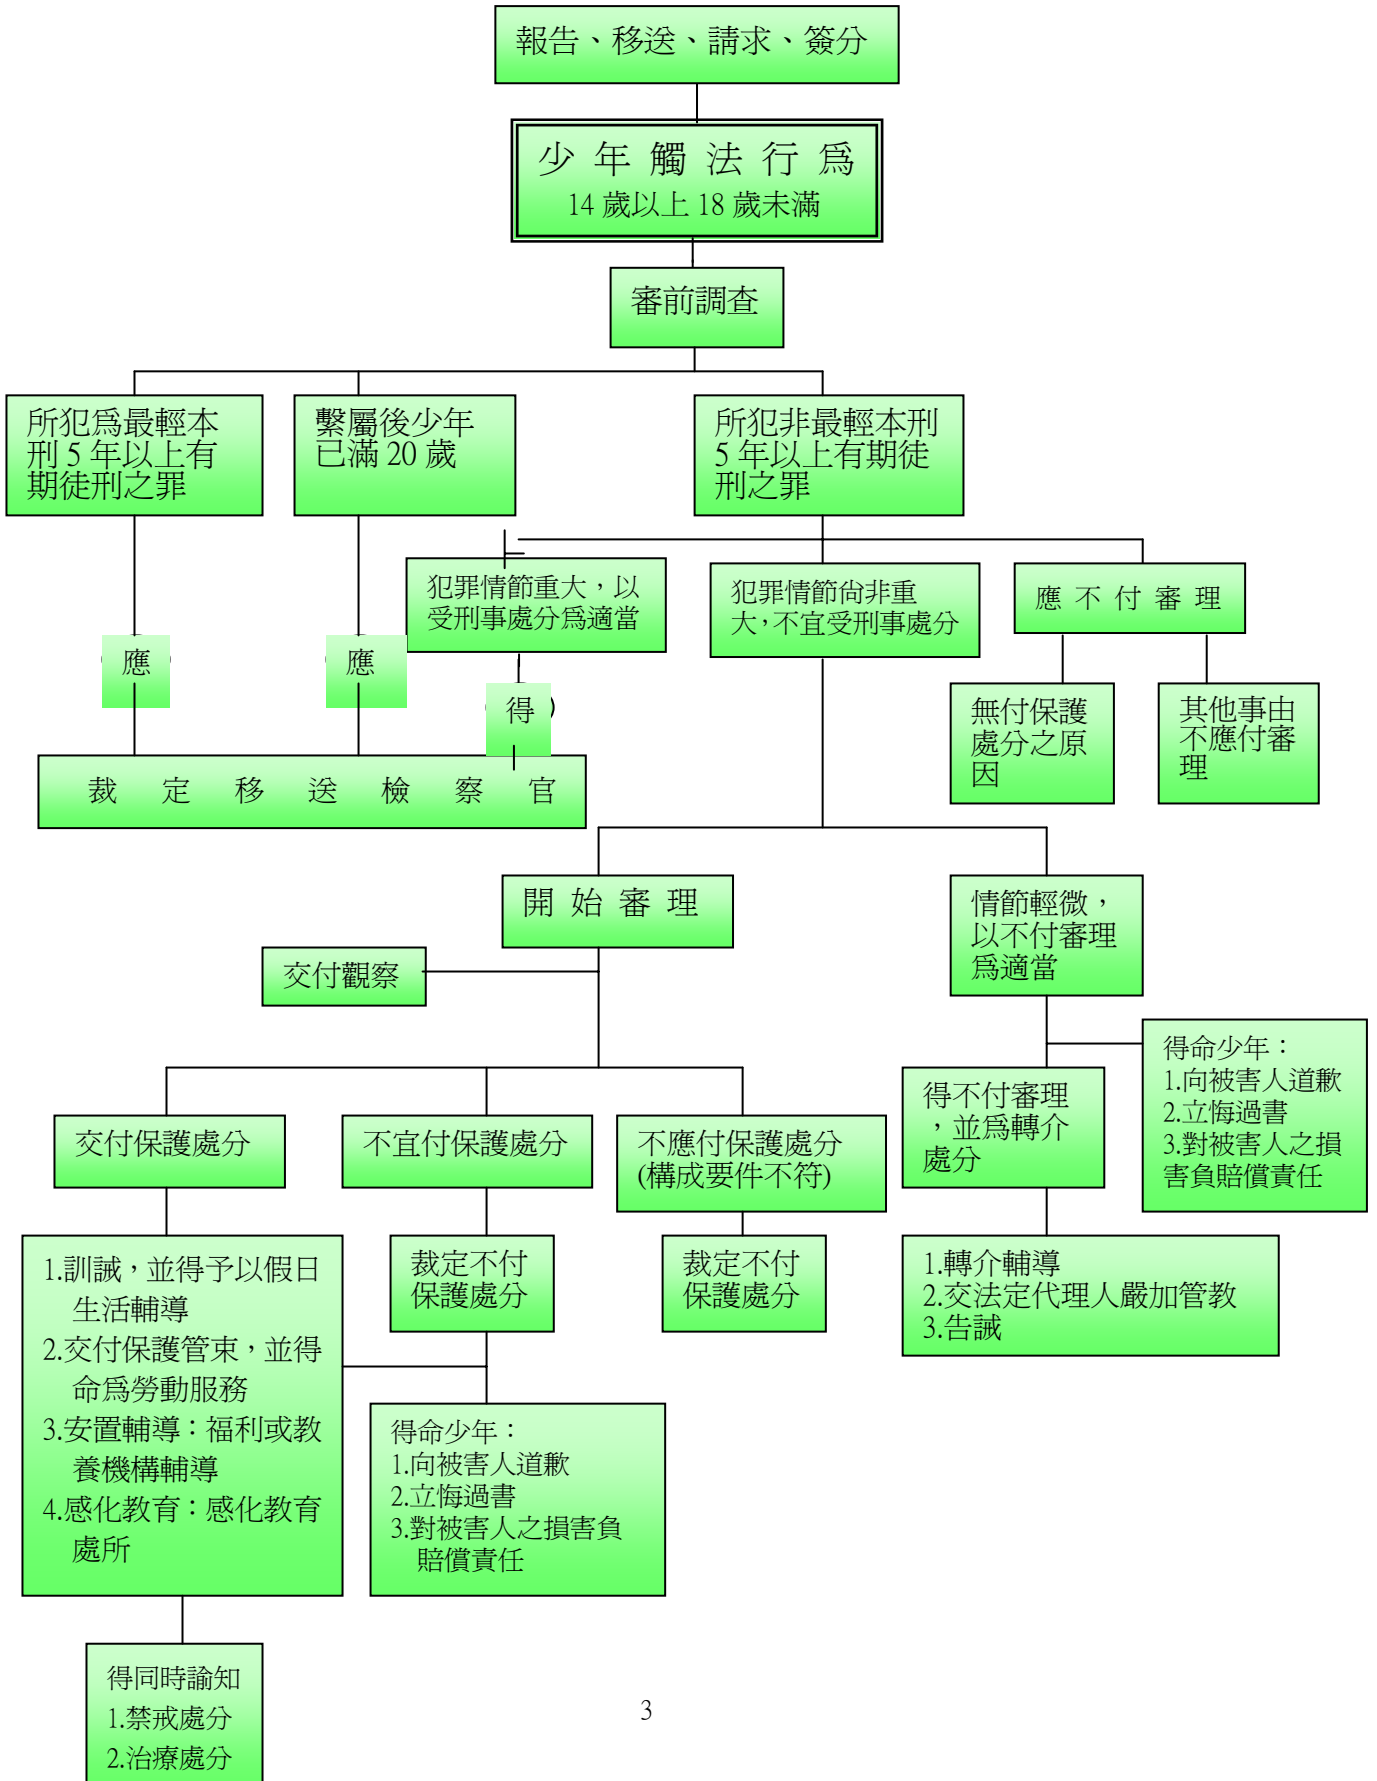 報告、移送、請求、簽分
少年觸法行為
14 歲以上 18 歲未滿
審前調查
所犯為最輕本
刑 5 年以上有
期徒刑之罪
繫屬後少年
已滿 20 歲
所犯非最輕本刑
5 年以上有期徒
刑之罪
犯罪情節重大，以
受刑事處分為適當
犯罪情節尚非重
大，不宜受刑事處分
應不付審理
應
應
得
無付保護
處分之原
因
其他事由
不應付審
理
裁定移送檢察官
開始審理
情節輕微，
以不付審理
為適當
交付觀察
得命少年：
1.向被害人道歉
2.立悔過書
3.對被害人之損
害負賠償責任
得不付審理
，並為轉介
處分
交付保護處分
不宜付保護處分
不應付保護處分
(構成要件不符)
1.訓誡，並得予以假日
生活輔導
2.交付保護管束，並得
命為勞動服務
3.安置輔導：福利或教
養機構輔導
4.感化教育：感化教育
處所
裁定不付
保護處分
裁定不付
保護處分
1.轉介輔導
2.交法定代理人嚴加管教
3.告誡
得命少年：
1.向被害人道歉
2.立悔過書
3.對被害人之損害負
賠償責任
得同時諭知
1.禁戒處分
2.治療處分
3